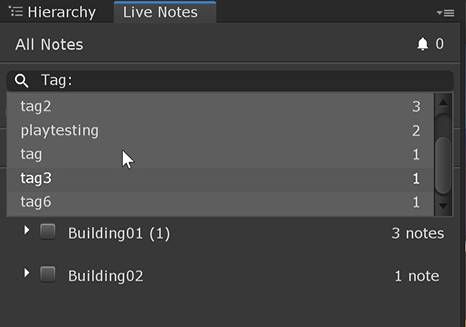 Hierarchy Live Notes
All Notes 0
Tag:
tag2 3
playtesting 2
tag 1
tag3 1
tag6 1
Building01 (1) 3 notes
Building02 1 note